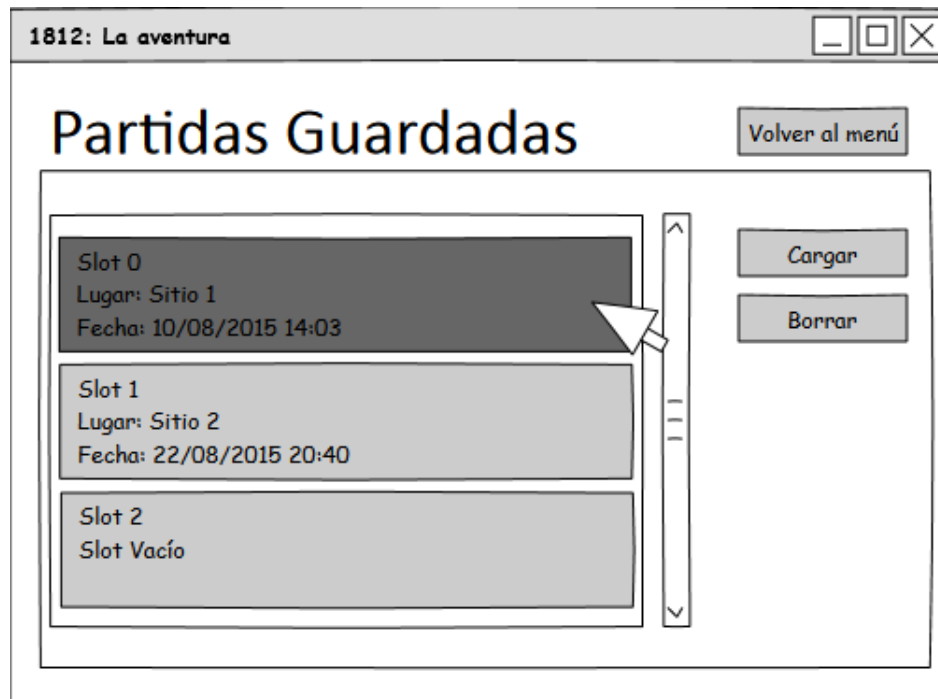 1812: La aventura
Partidas Guardadas
Volver al menú
Slot 0
Lugar: Sitio 1
Fecha: 10/08/2015 14:03
Slot 1
Lugar: Sitio 2
Fecha: 22/08/2015 20:40
Slot 2
Slot Vacío
Cargar
Borrar